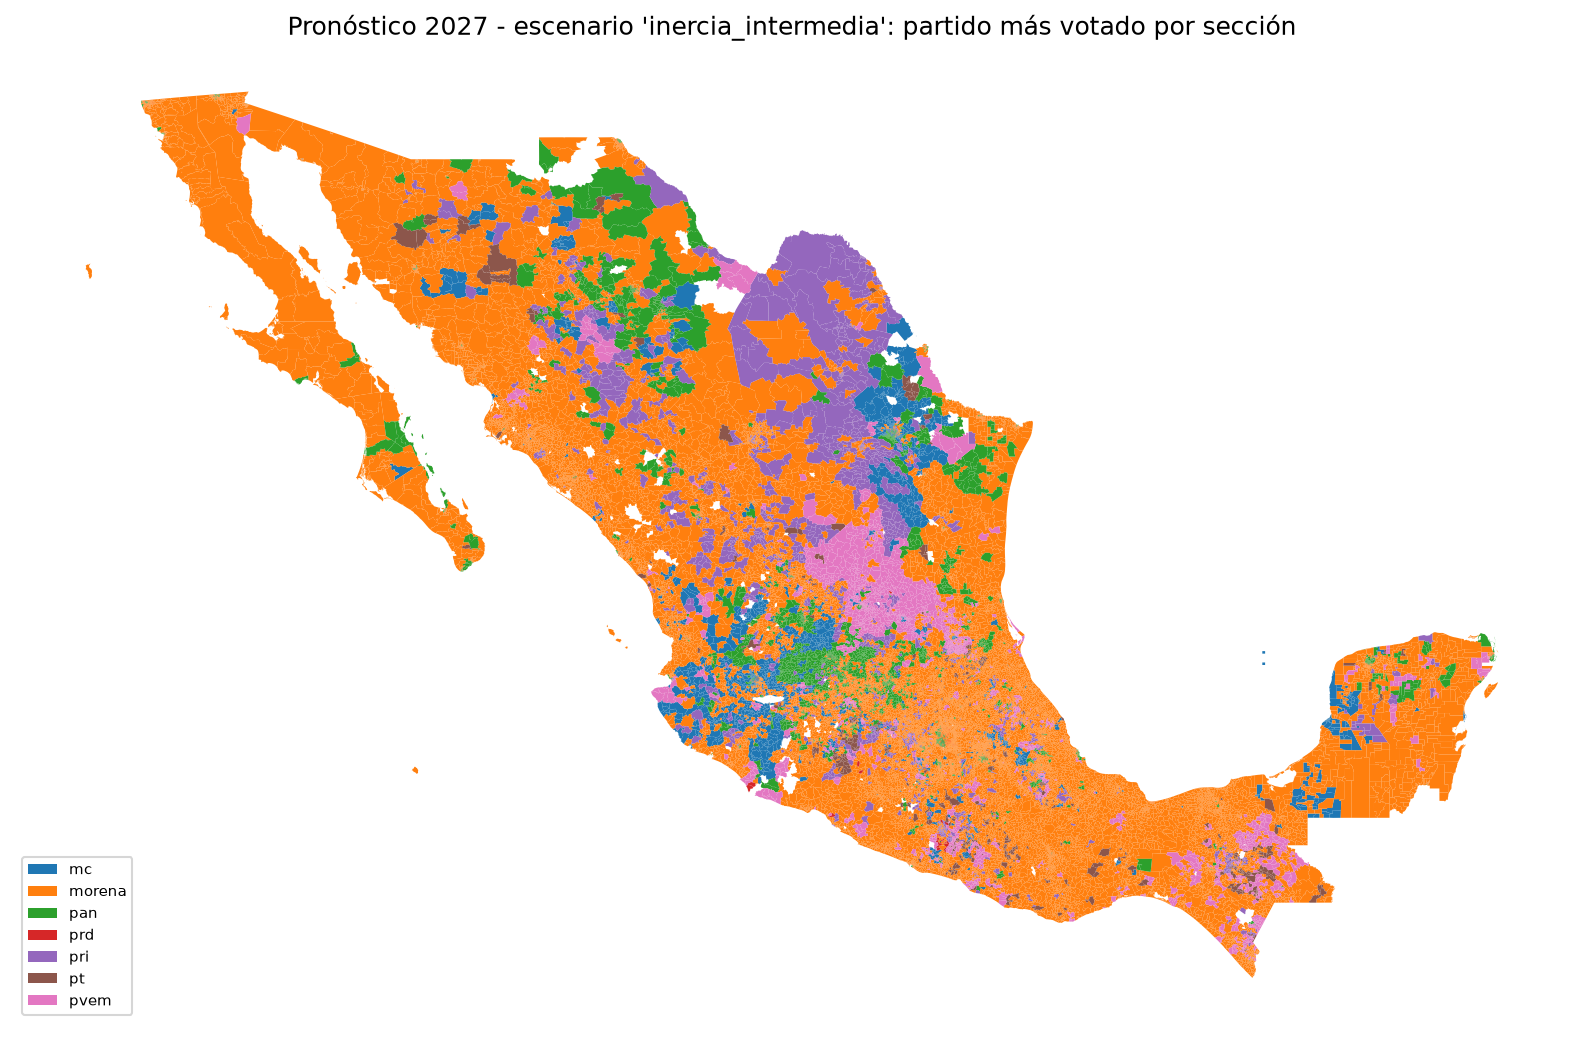 Pronóstico 2027 - escenario 'inercia_intermedia': partido más votado por sección
mc
morena
pan
prd
pri
pt
pvem